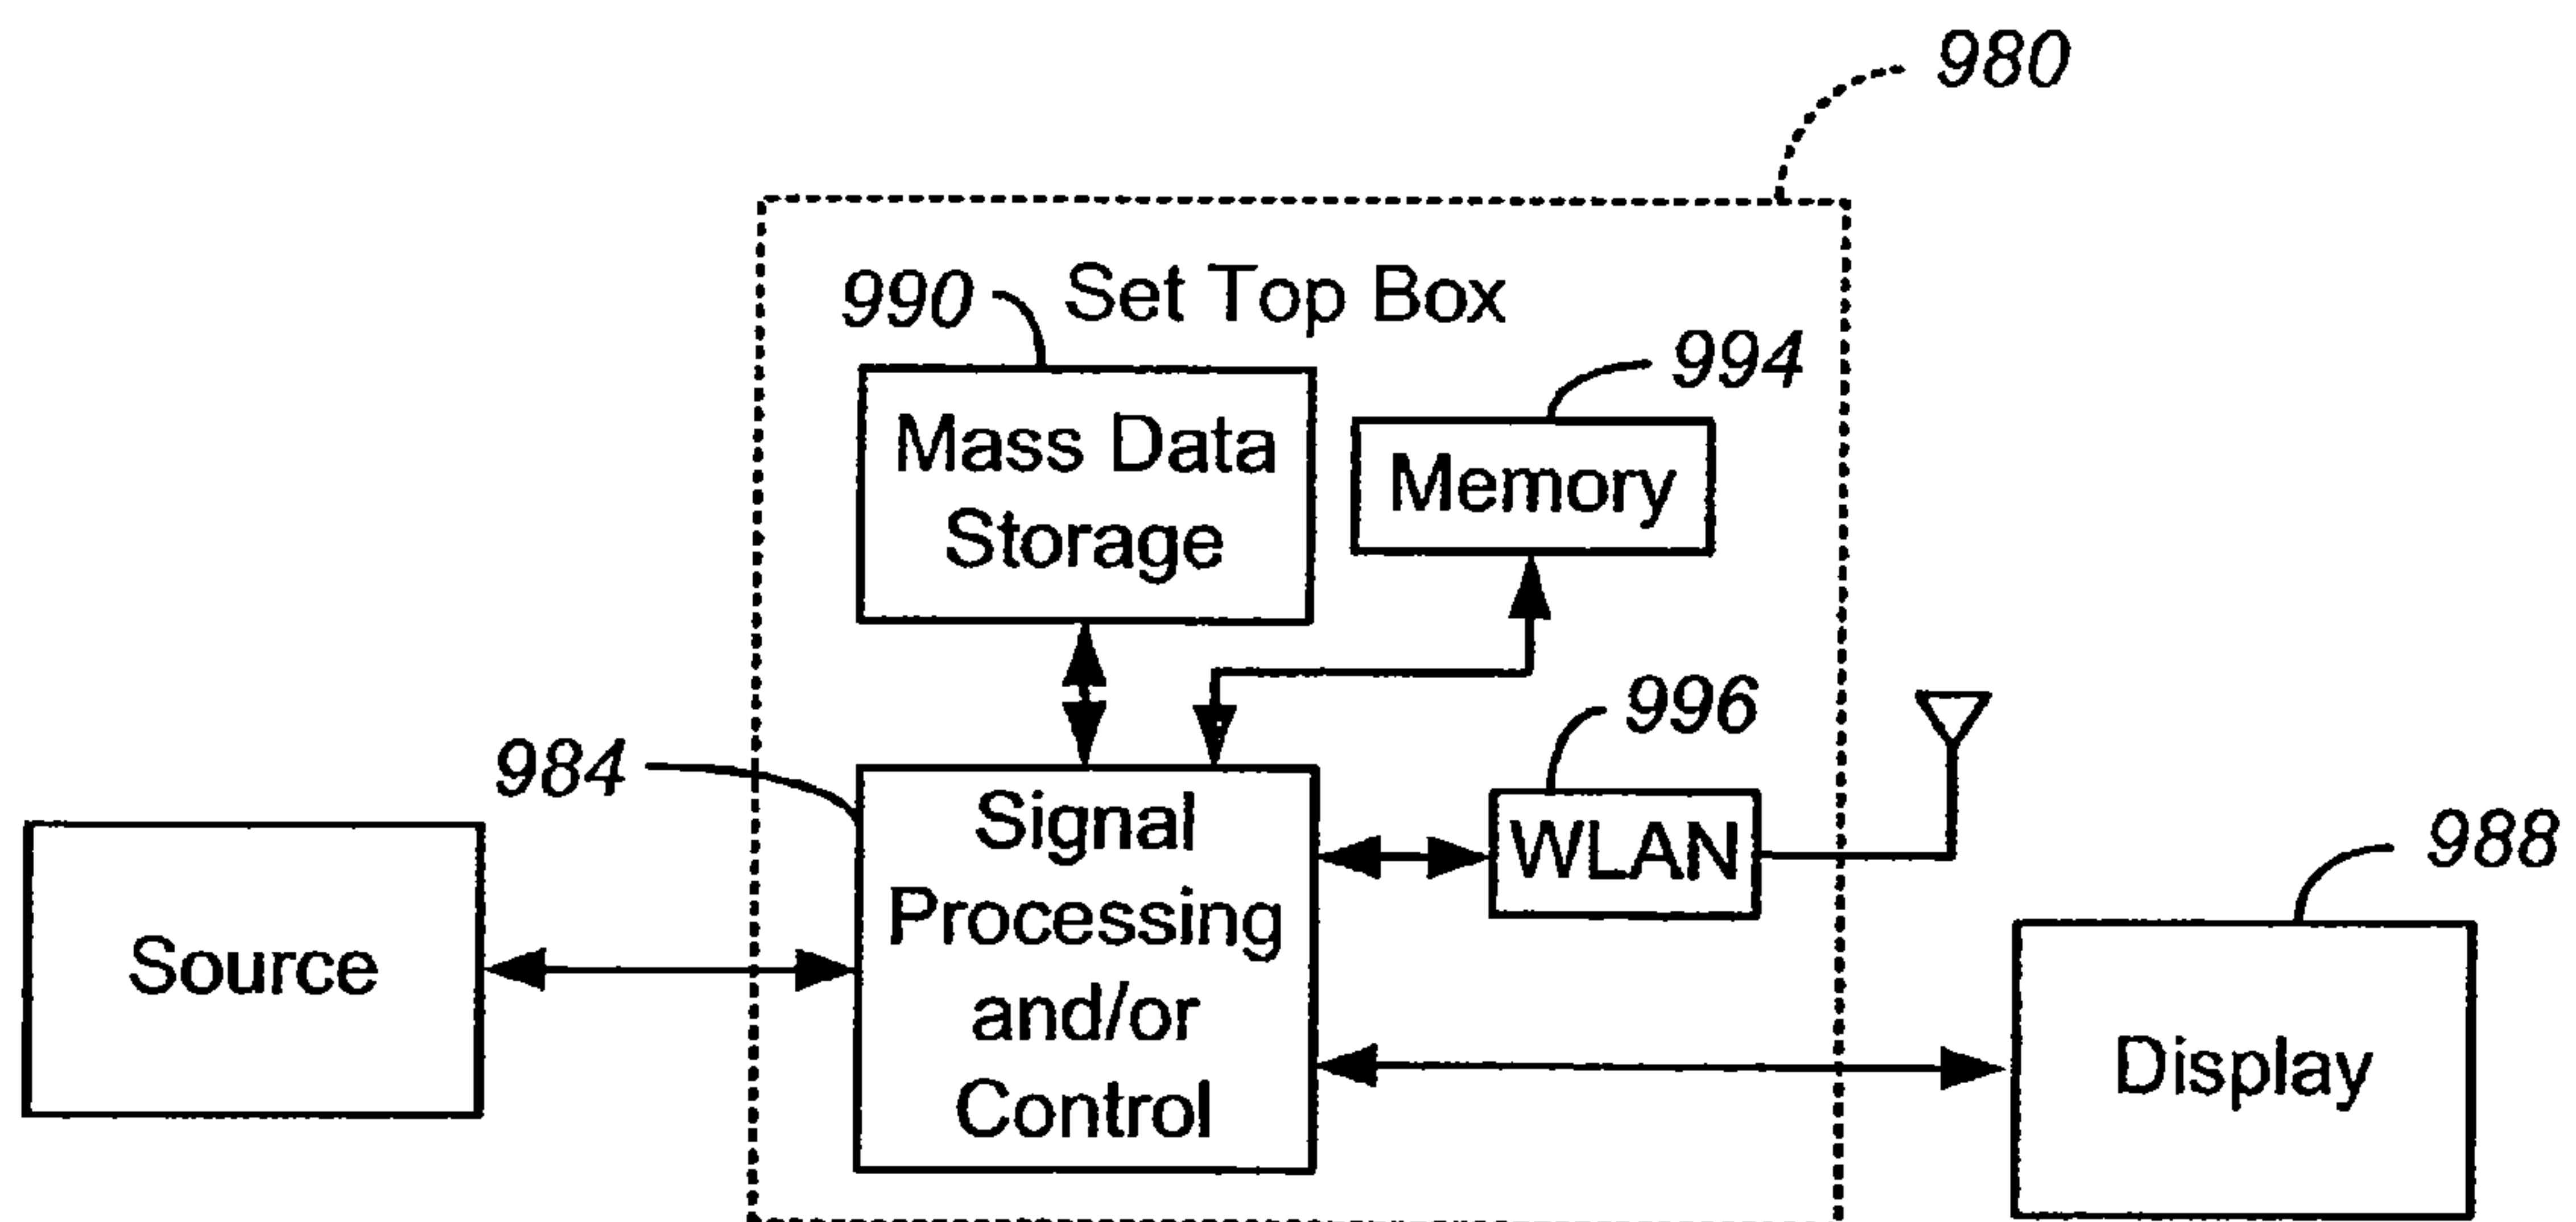 980
Set Top Box
990
994
Mass Data
Storage
Memory
996
984
Signal
Processing
and/or
Control
WLAN
988
Source
Display